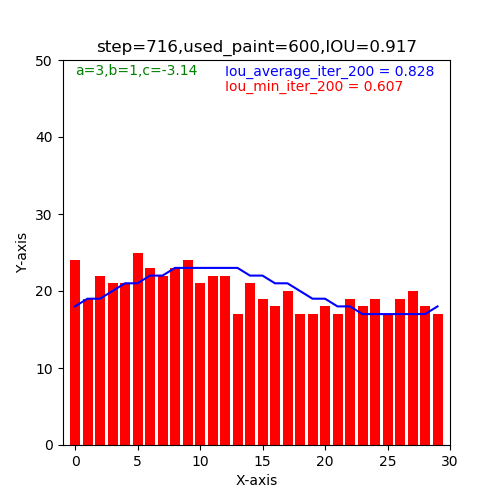 step=716,used_paint=600,IOU=0.917
a=3,b=1,c=-3.14
Iou_average_iter_200 = 0.828
Iou_min_iter_200 = 0.607
50
40
30
20
10
0
Y-axis
0 5 10 15 20 25 30
X-axis